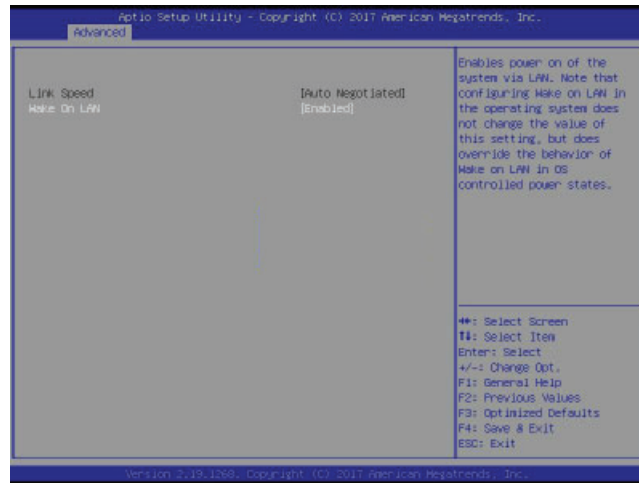 Aptio Setup Utility - Copyright (C) 2017 American Megatrends, Inc.
Advanced
Link Speed [Auto Negotiated]
Wake On LAN [Enabled]
Enables power on of the
system via LAN. Note that
configuring Wake on LAN in
the operating system does
not change the value of
this setting, but does
override the behavior of
Wake on LAN in OS
controlled power states.
↔: Select Screen
↑↓: Select Item
Enter: Select
+/-: Change Opt.
F1: General Help
F2: Previous Values
F3: Optimized Defaults
F4: Save & Exit
ESC: Exit
Version 2.19.1268. Copyright (C) 2017 American Megatrends, Inc.